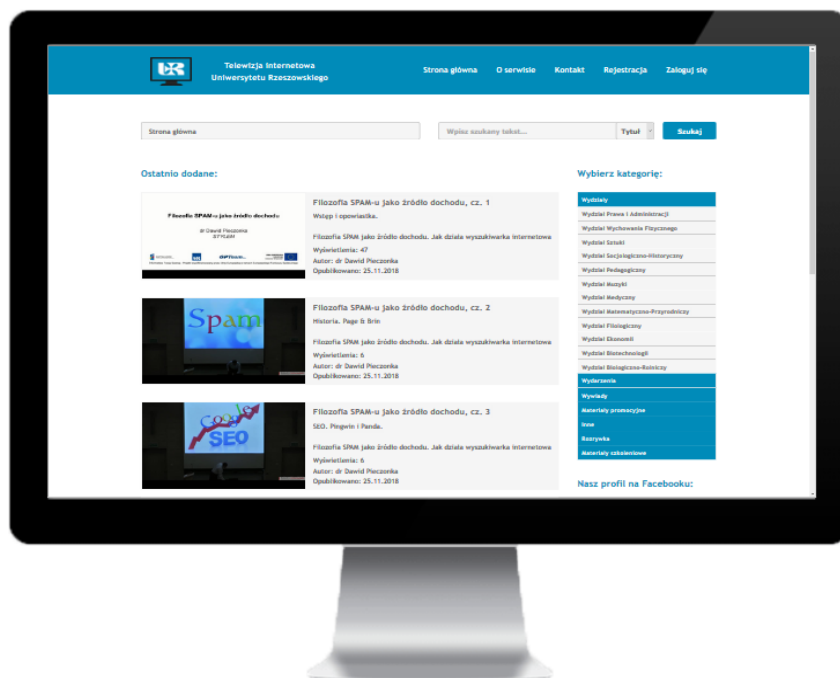 UR
Telewizja Internetowa
Uniwersytetu Rzeszowskiego
Strona główna O serwisie Kontakt Rejestracja Zaloguj się
Strona główna
Wpisz szukany tekst...
Tytuł
Szukaj
Ostatnio dodane:
Filozofia SPAM-u jako źródło dochodu
dr Dawid Pieczonka
Filozofia SPAM-u jako źródło dochodu, cz. 1
Wstęp i opowiastka.
Filozofia SPAM jako źródło dochodu. Jak działa wyszukiwarka internetowa
Wyświetlenia: 47
Autor: dr Dawid Pieczonka
Opublikowano: 25.11.2018
Spam
Filozofia SPAM-u jako źródło dochodu, cz. 2
Historia. Page & Brin
Filozofia SPAM jako źródło dochodu. Jak działa wyszukiwarka internetowa
Wyświetlenia: 6
Autor: dr Dawid Pieczonka
Opublikowano: 25.11.2018
Google
SEO
Filozofia SPAM-u jako źródło dochodu, cz. 3
SEO. Pingwin i Panda.
Filozofia SPAM jako źródło dochodu. Jak działa wyszukiwarka internetowa
Wyświetlenia: 6
Autor: dr Dawid Pieczonka
Opublikowano: 25.11.2018
Wybierz kategorię:
Wydziały
Wydział Prawa i Administracji
Wydział Wychowania Fizycznego
Wydział Sztuki
Wydział Socjologiczno-Historyczny
Wydział Pedagogiczny
Wydział Muzyki
Wydział Medyczny
Wydział Matematyczno-Przyrodniczy
Wydział Filologiczny
Wydział Ekonomii
Wydział Biotechnologii
Wydział Biologiczno-Rolniczy
Wydarzenia
Wywiady
Materiały promocyjne
Inne
Rozrywka
Materiały szkoleniowe
Nasz profil na Facebooku: